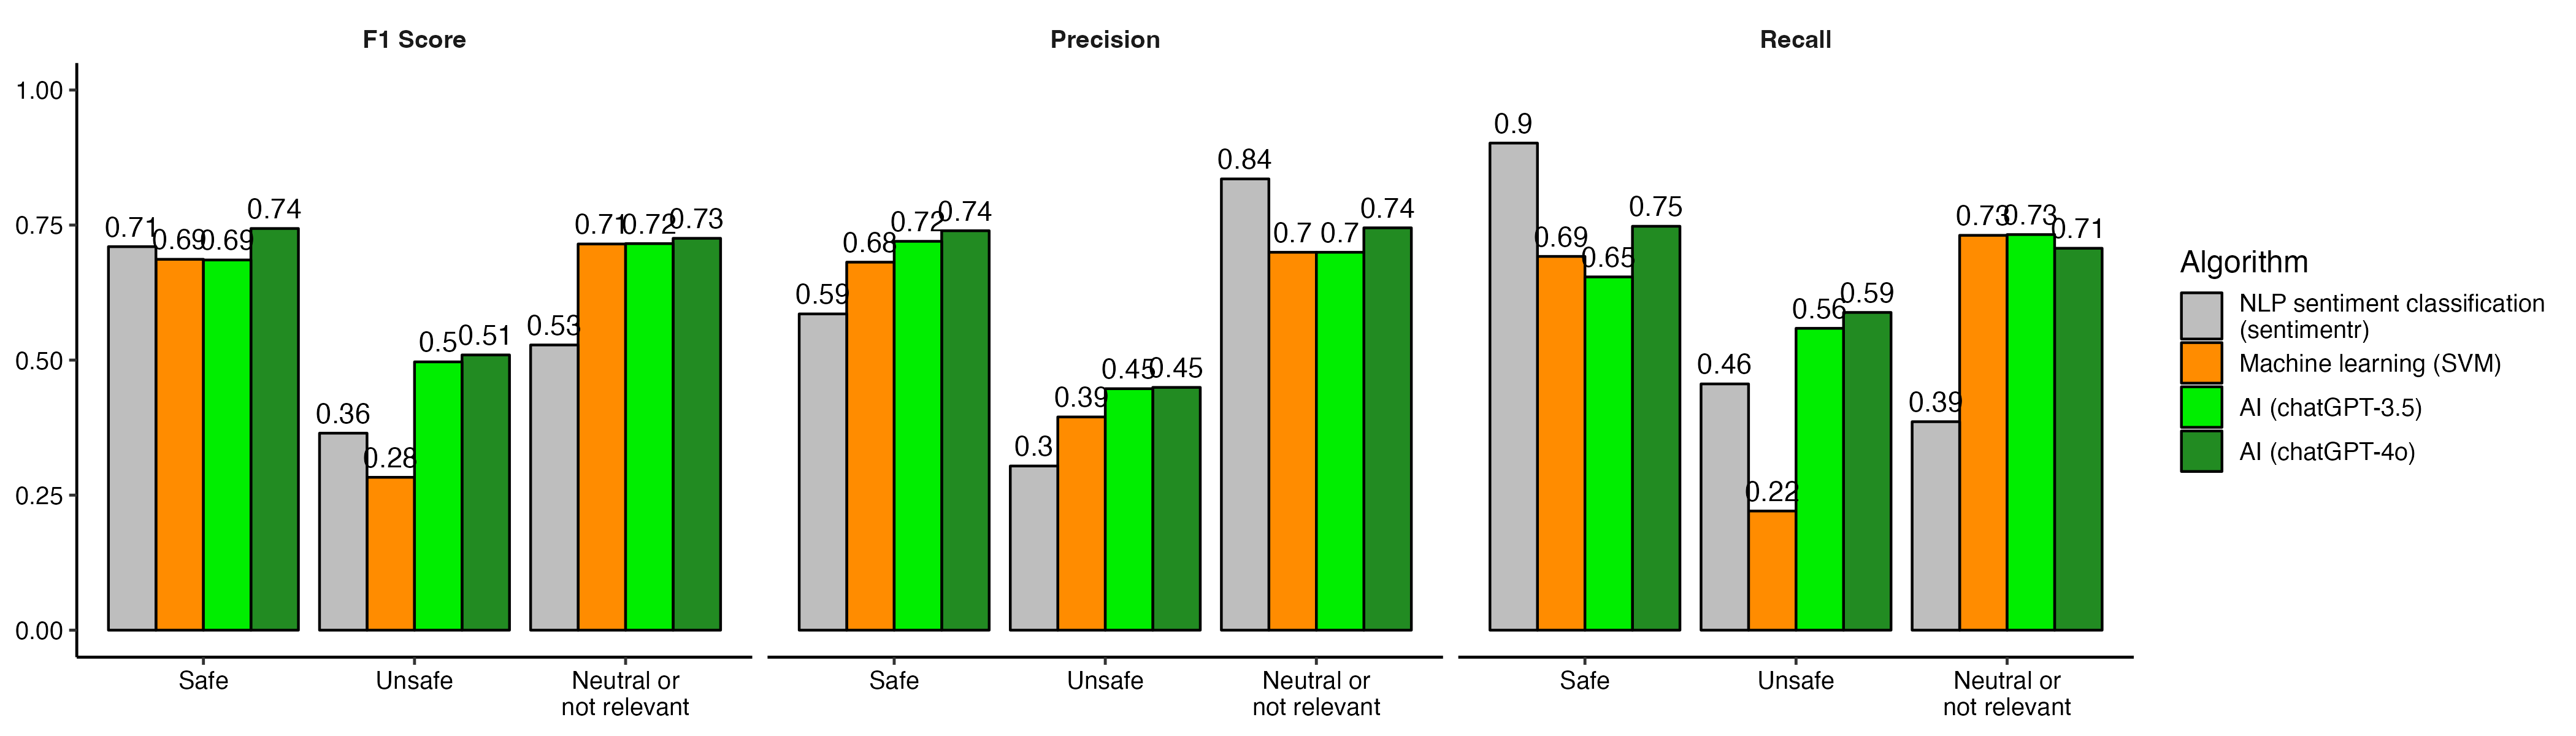 F1 Score
Precision
Recall
1.00
0.75
0.50
0.25
0.00
0.71
0.69
0.69
0.74
0.36
0.28
0.5
0.51
0.53
0.71
0.72
0.73
0.59
0.68
0.72
0.74
0.3
0.39
0.45
0.45
0.84
0.7
0.7
0.74
0.9
0.69
0.65
0.75
0.46
0.22
0.56
0.59
0.39
0.73
0.73
0.71
Safe
Unsafe
Neutral or
not relevant
Safe
Unsafe
Neutral or
not relevant
Safe
Unsafe
Neutral or
not relevant
Algorithm
NLP sentiment classification
(sentimentr)
Machine learning (SVM)
AI (chatGPT-3.5)
AI (chatGPT-4o)